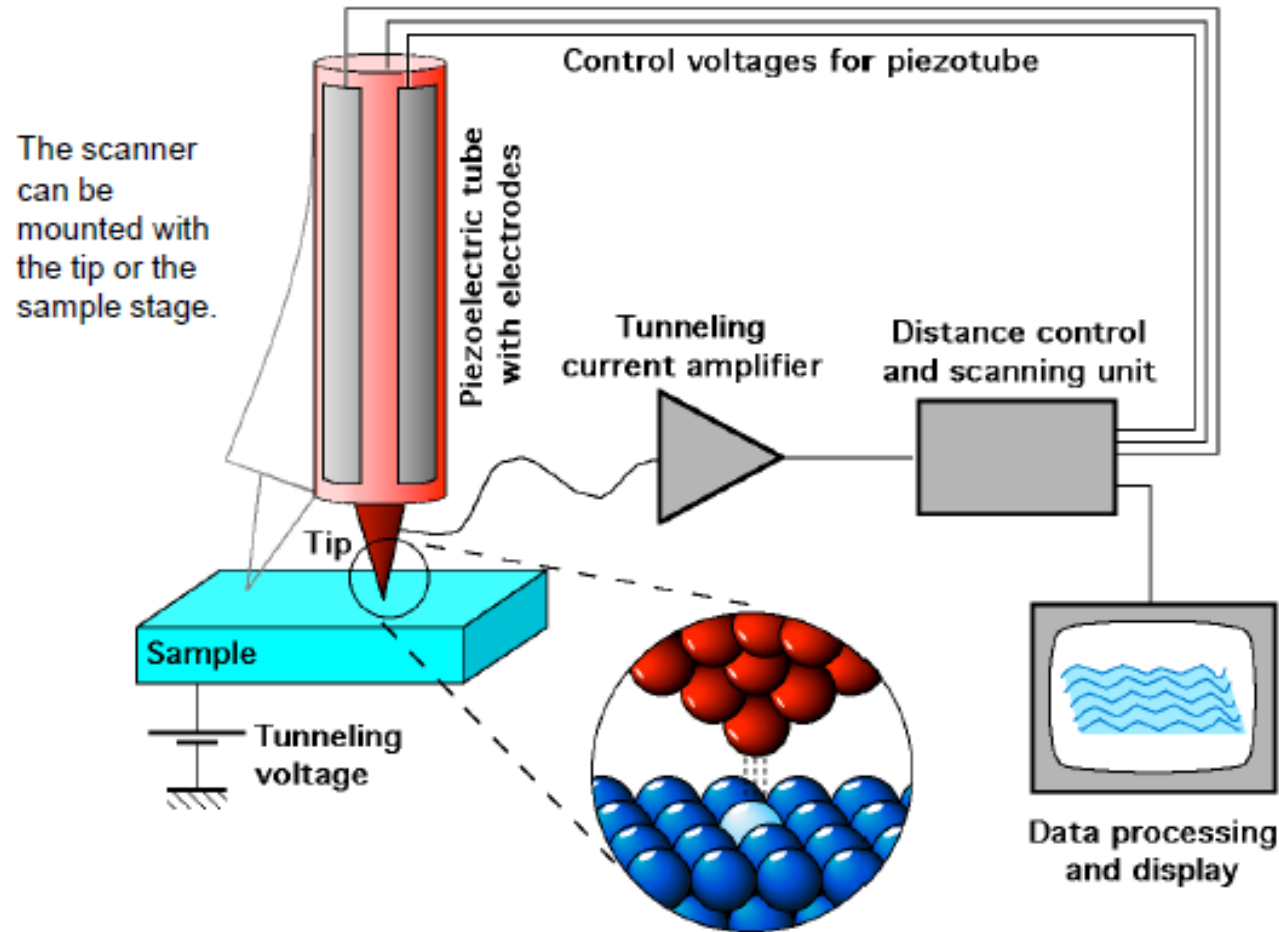 Control voltages for piezotube
The scanner
can be
mounted with
the tip or the
sample stage.
Piezoelectric tube
with electrodes
Tunneling
current amplifier
Distance control
and scanning unit
Tip
Sample
Tunneling
voltage
Data processing
and display